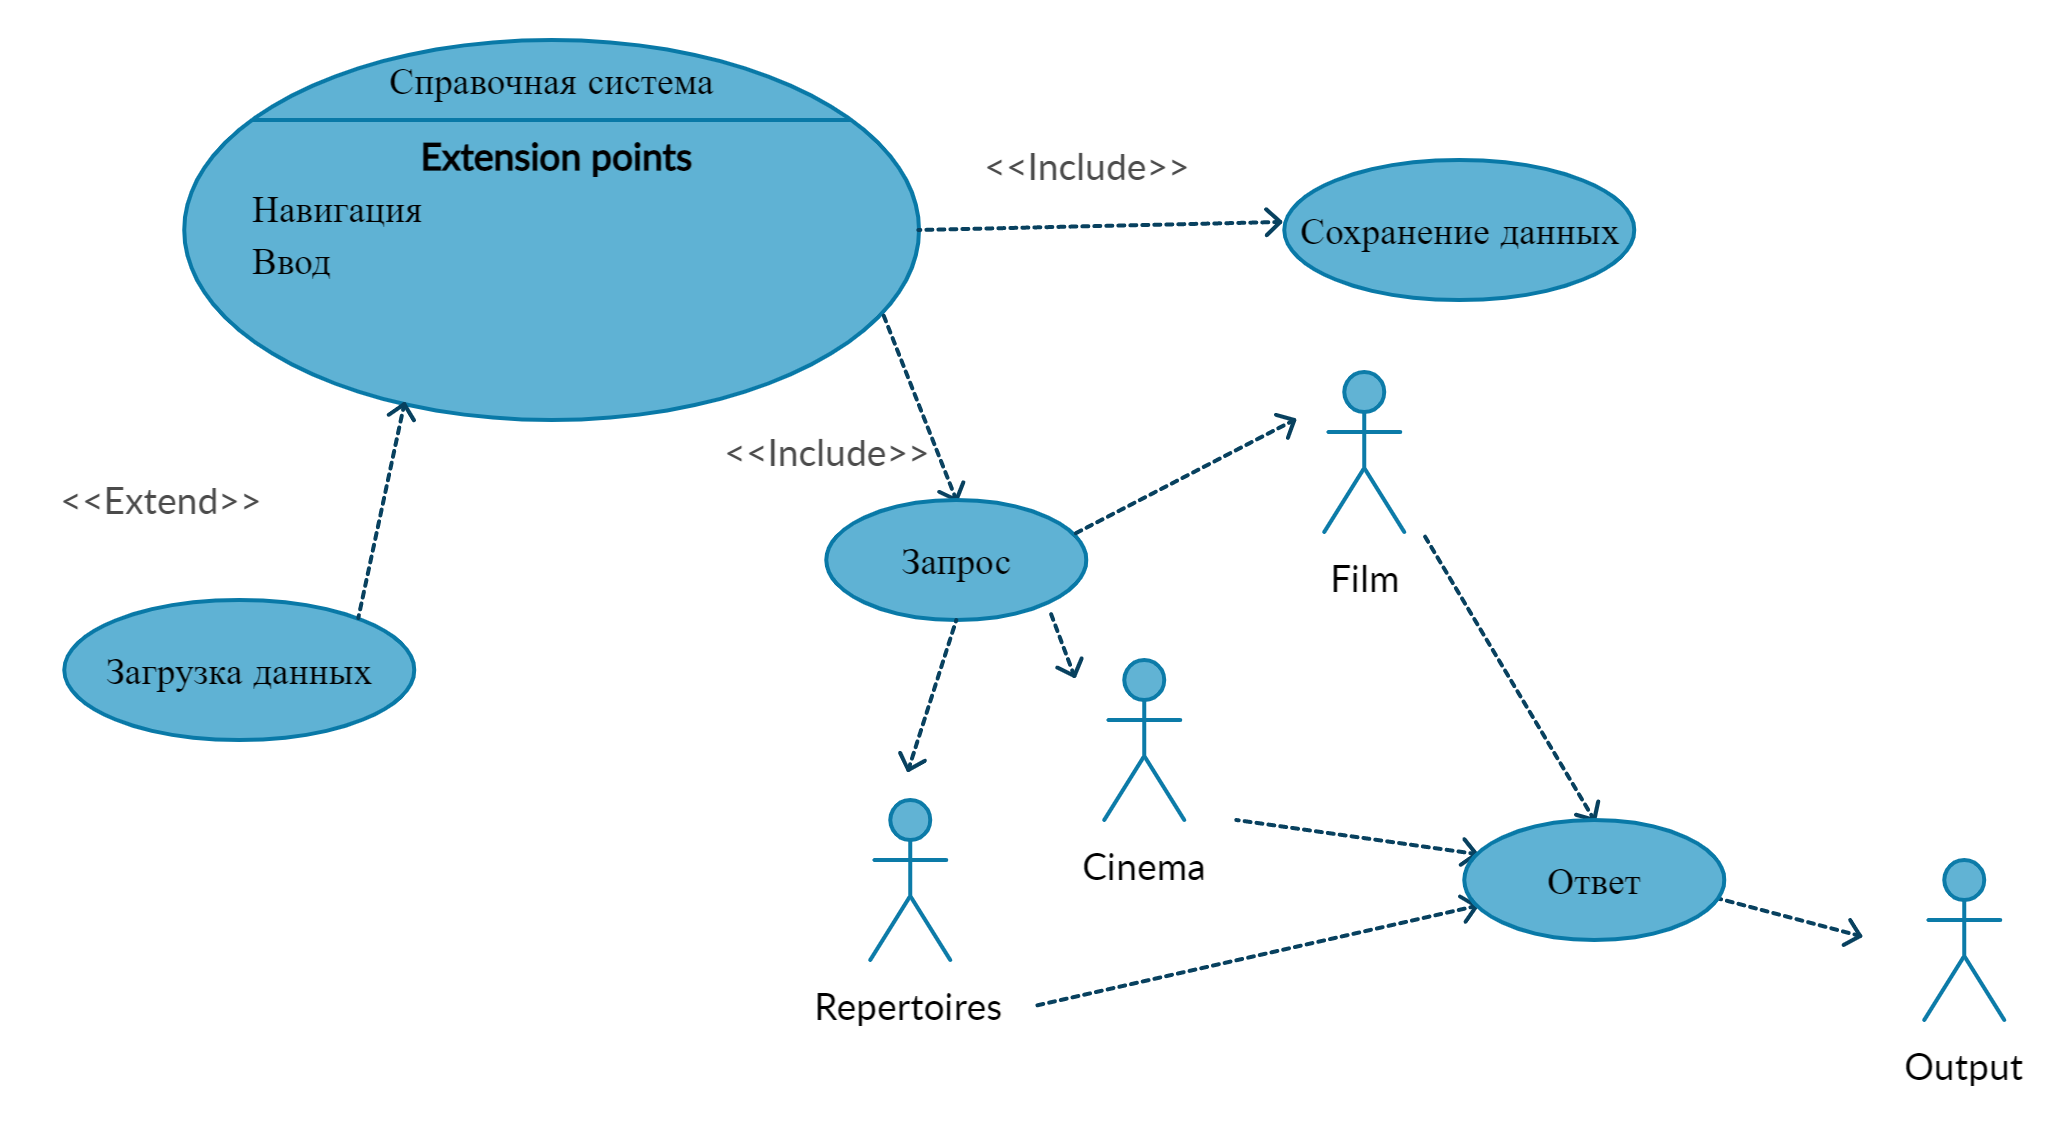 Справочная система
Extension points
Навигация
Ввод
<<Include>>
Сохранение данных
<<Include>>
<<Extend>>
Запрос
Film
Загрузка данных
Cinema
Ответ
Repertoires
Output